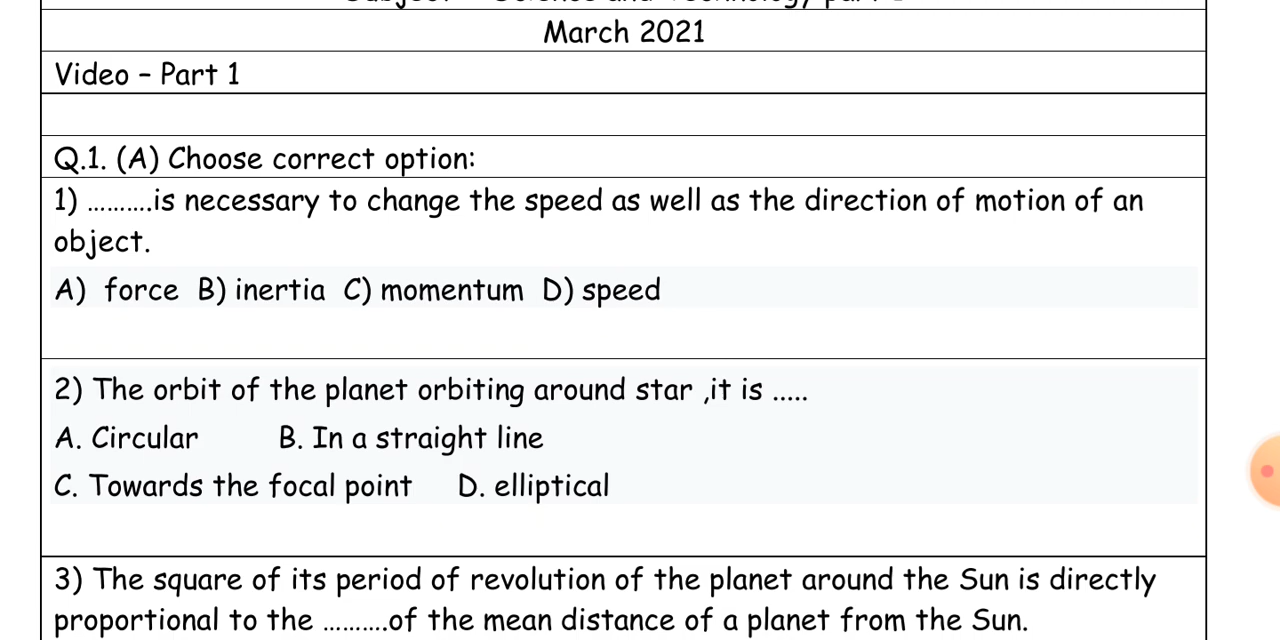 March 2021
Video – Part 1
Q.1. (A) Choose correct option:
1) ..........is necessary to change the speed as well as the direction of motion of an
object.
A)  force  B) inertia  C) momentum  D) speed
2) The orbit of the planet orbiting around star ,it is .....
A. Circular        B. In a straight line
C. Towards the focal point     D. elliptical
3) The square of its period of revolution of the planet around the Sun is directly
proportional to the ..........of the mean distance of a planet from the Sun.